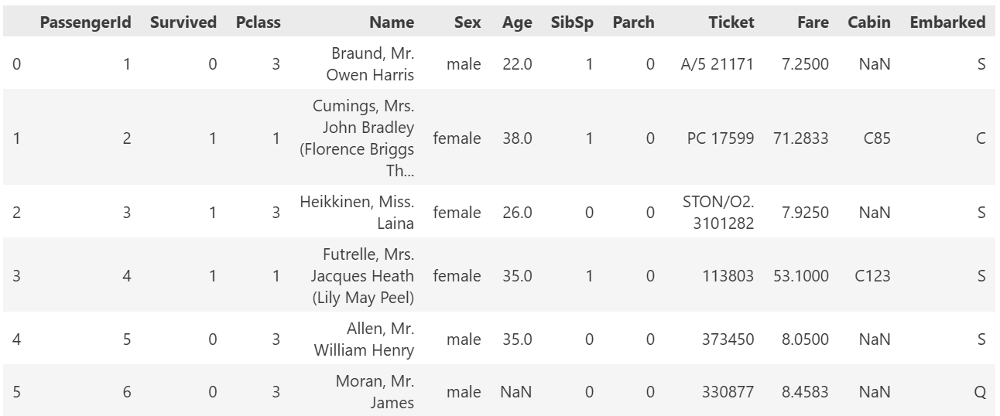 PassengerId Survived Pclass Name Sex Age SibSp Parch Ticket Fare Cabin Embarked
0 1 0 3 Braund, Mr. Owen Harris male 22.0 1 0 A/5 21171 7.2500 NaN S
1 2 1 1 Cumings, Mrs. John Bradley (Florence Briggs Th... female 38.0 1 0 PC 17599 71.2833 C85 C
2 3 1 3 Heikkinen, Miss. Laina female 26.0 0 0 STON/O2. 3101282 7.9250 NaN S
3 4 1 1 Futrelle, Mrs. Jacques Heath (Lily May Peel) female 35.0 1 0 113803 53.1000 C123 S
4 5 0 3 Allen, Mr. William Henry male 35.0 0 0 373450 8.0500 NaN S
5 6 0 3 Moran, Mr. James male NaN 0 0 330877 8.4583 NaN Q